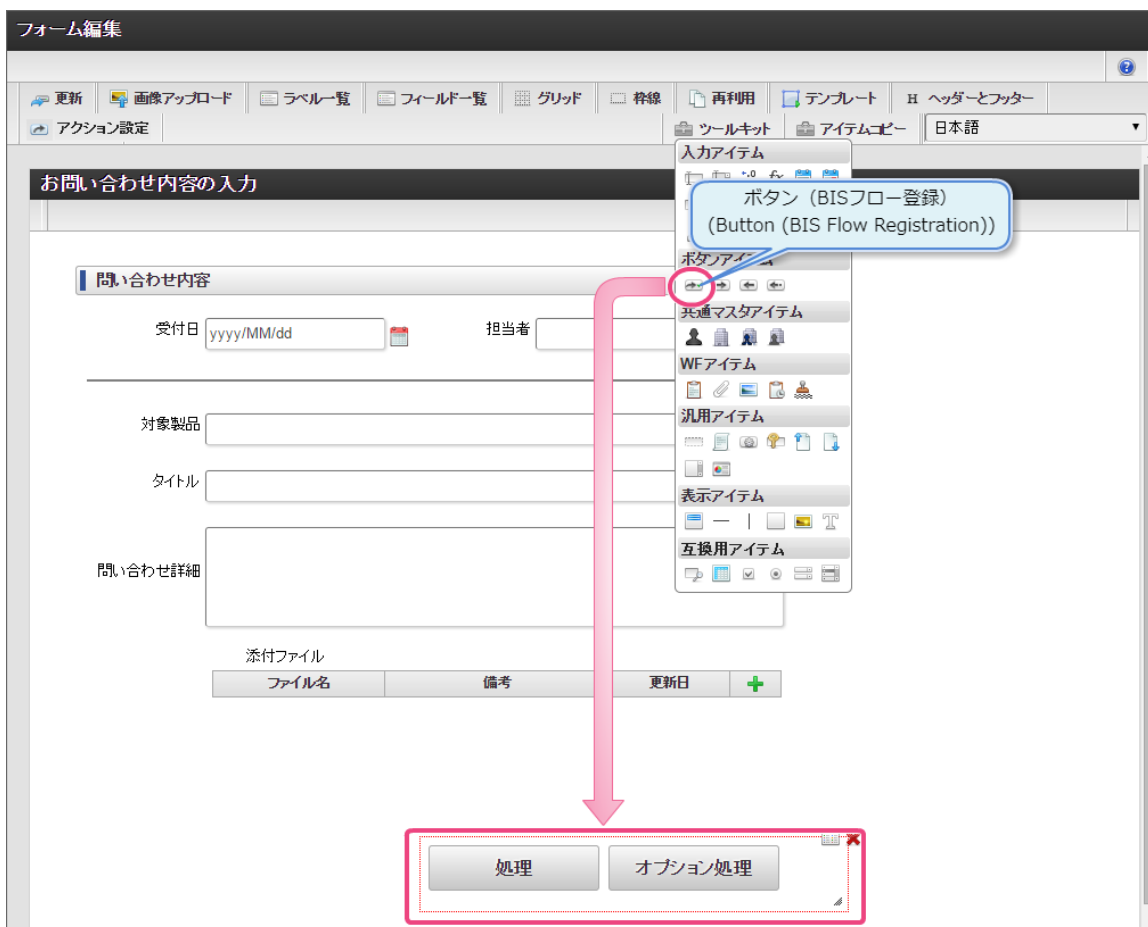 フォーム編集
更新 画像アップロード ラベル一覧 フィールド一覧 グリッド 枠線 再利用 テンプレート H ヘッダーとフッター
アクション設定 ツールキット アイテムコピー 日本語
入力アイテム
お問い合わせ内容の入力
ボタン（BISフロー登録）
(Button (BIS Flow Registration))
ボタンアイテム
問い合わせ内容
共通マスタアイテム
受付日 yyyy/MM/dd 担当者
WFアイテム
汎用アイテム
対象製品
タイトル
表示アイテム
互換用アイテム
問い合わせ詳細
添付ファイル
ファイル名 備考 更新日
処理 オプション処理